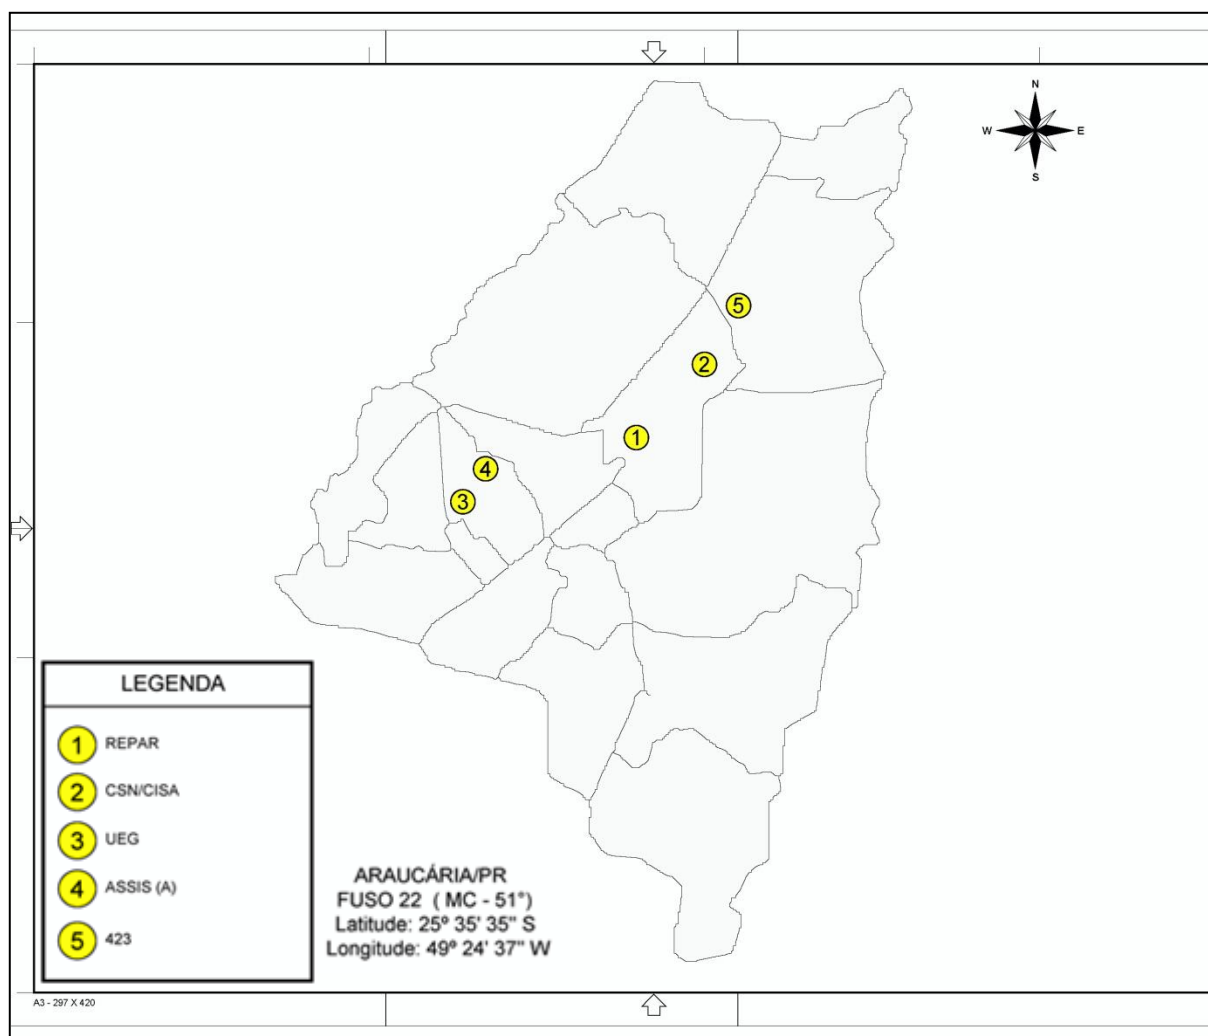 N
W E
S
5
2
1
4
3
LEGENDA
1 REPAR
2 CSN/CISA
3 UEG
4 ASSIS (A)
5 423
ARAUCÁRIA/PR
FUSO 22 ( MC - 51°)
Latitude: 25º 35' 35" S
Longitude: 49º 24' 37" W
A3 - 297 X 420